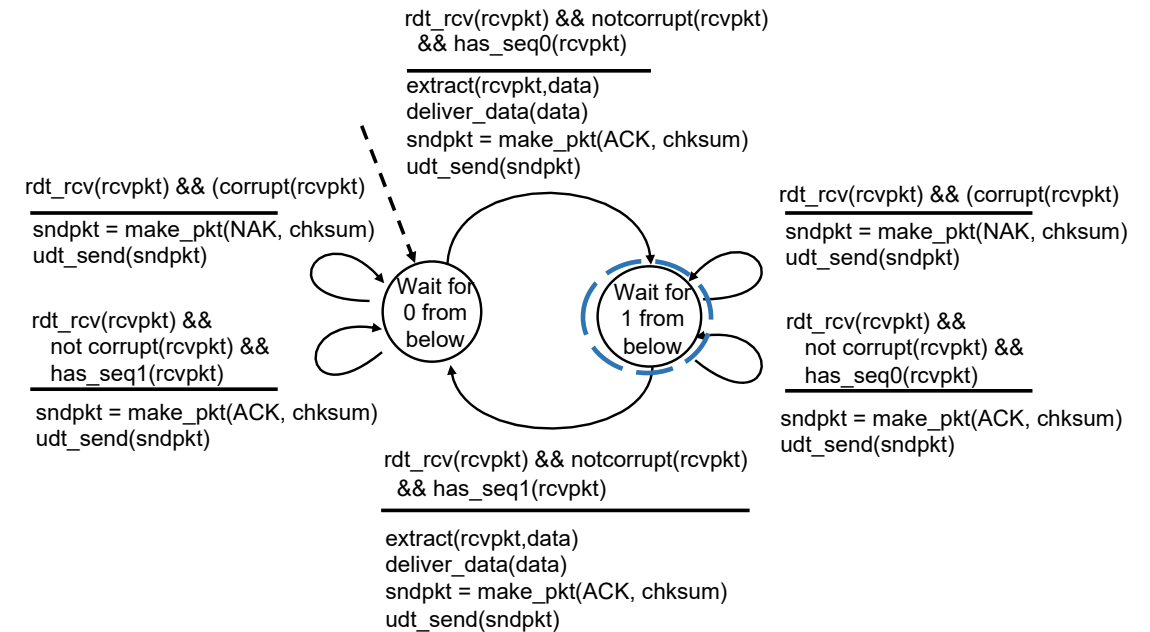 rdt_rcv(rcvpkt) && notcorrupt(rcvpkt)
&& has_seq0(rcvpkt)
extract(rcvpkt,data)
deliver_data(data)
sndpkt = make_pkt(ACK, chksum)
udt_send(sndpkt)
rdt_rcv(rcvpkt) && (corrupt(rcvpkt)
sndpkt = make_pkt(NAK, chksum)
udt_send(sndpkt)
rdt_rcv(rcvpkt) &&
not corrupt(rcvpkt) &&
has_seq1(rcvpkt)
sndpkt = make_pkt(ACK, chksum)
udt_send(sndpkt)
Wait for
0 from
below
Wait for
1 from
below
rdt_rcv(rcvpkt) && (corrupt(rcvpkt)
sndpkt = make_pkt(NAK, chksum)
udt_send(sndpkt)
rdt_rcv(rcvpkt) &&
not corrupt(rcvpkt) &&
has_seq0(rcvpkt)
sndpkt = make_pkt(ACK, chksum)
udt_send(sndpkt)
rdt_rcv(rcvpkt) && notcorrupt(rcvpkt)
&& has_seq1(rcvpkt)
extract(rcvpkt,data)
deliver_data(data)
sndpkt = make_pkt(ACK, chksum)
udt_send(sndpkt)